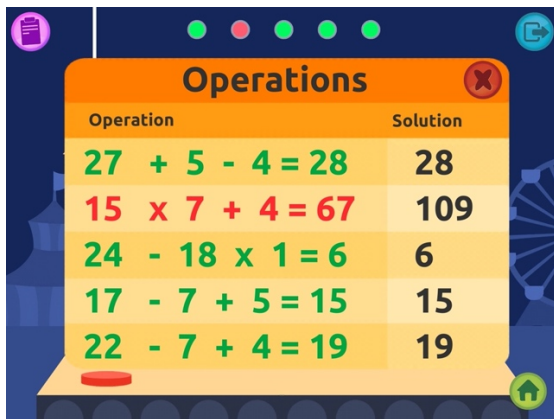 Operations
Operation Solution
27 + 5 - 4 = 28 28
15 x 7 + 4 = 67 109
24 - 18 x 1 = 6 6
17 - 7 + 5 = 15 15
22 - 7 + 4 = 19 19